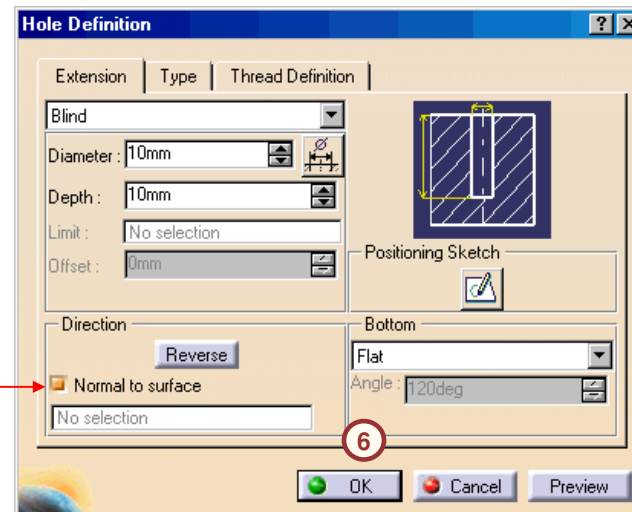 Hole Definition
Extension Type Thread Definition
Blind
Diameter : 10mm
Depth : 10mm
Limit : No selection
Offset : 0mm
Positioning Sketch
Direction
Reverse
Normal to surface
No selection
Bottom
Flat
Angle : 120deg
6
OK Cancel Preview